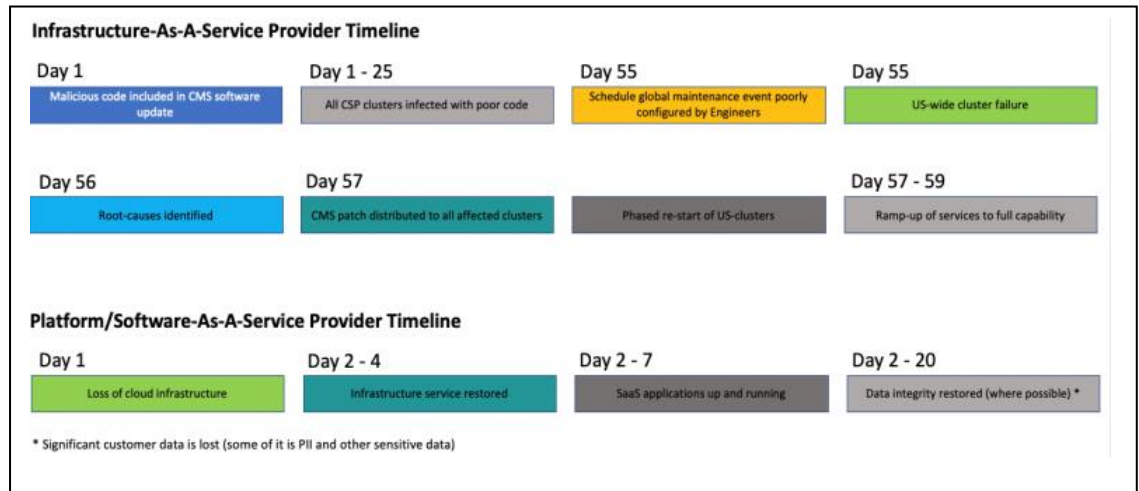 Infrastructure-As-A-Service Provider Timeline
Day 1
Malicious code included in CMS software
update
Day 1 - 25
All CSP clusters infected with poor code
Day 55
Schedule global maintenance event poorly
configured by Engineers
Day 55
US-wide cluster failure
Day 56
Root-causes identified
Day 57
CMS patch distributed to all affected clusters
Phased re-start of US-clusters
Day 57 - 59
Ramp-up of services to full capability
Platform/Software-As-A-Service Provider Timeline
Day 1
Loss of cloud infrastructure
Day 2 - 4
Infrastructure service restored
Day 2 - 7
SaaS applications up and running
Day 2 - 20
Data integrity restored (where possible) *
* Significant customer data is lost (some of it is PII and other sensitive data)